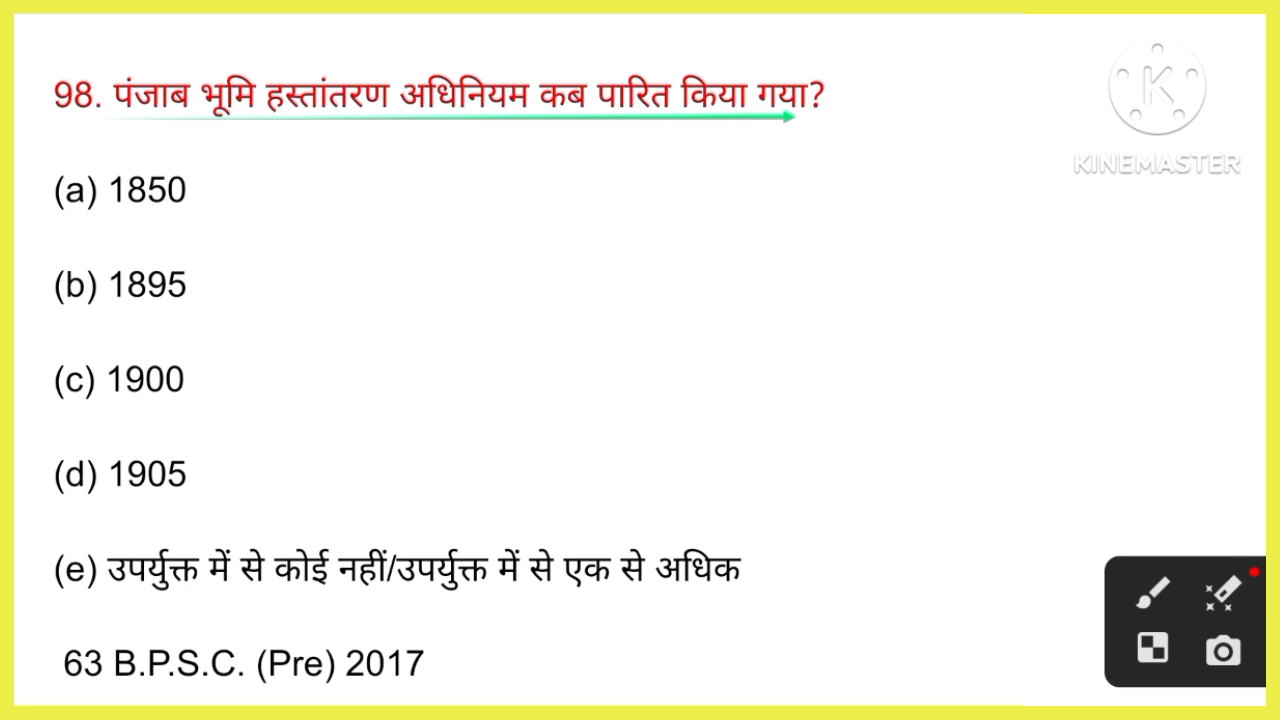 98. पंजाब भूमि हस्तांतरण अधिनियम कब पारित किया गया?
K
KINEMASTER
(a) 1850
(b) 1895
(c) 1900
(d) 1905
(e) उपर्युक्त में से कोई नहीं/उपर्युक्त में से एक से अधिक
63 B.P.S.C. (Pre) 2017